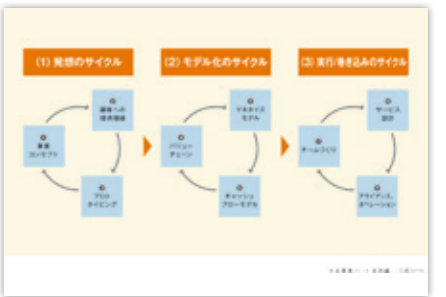 (1) 発想のサイクル
(2) モデル化のサイクル
(3) 実行/巻き込みのサイクル
顧客への
提供価値
事業
コンセプト
プロト
タイピング
マネタイズ
モデル
バリュー
チェーン
キャッシュ
フローモデル
サービス
設計
チームづくり
アライアンス、
オペレーション